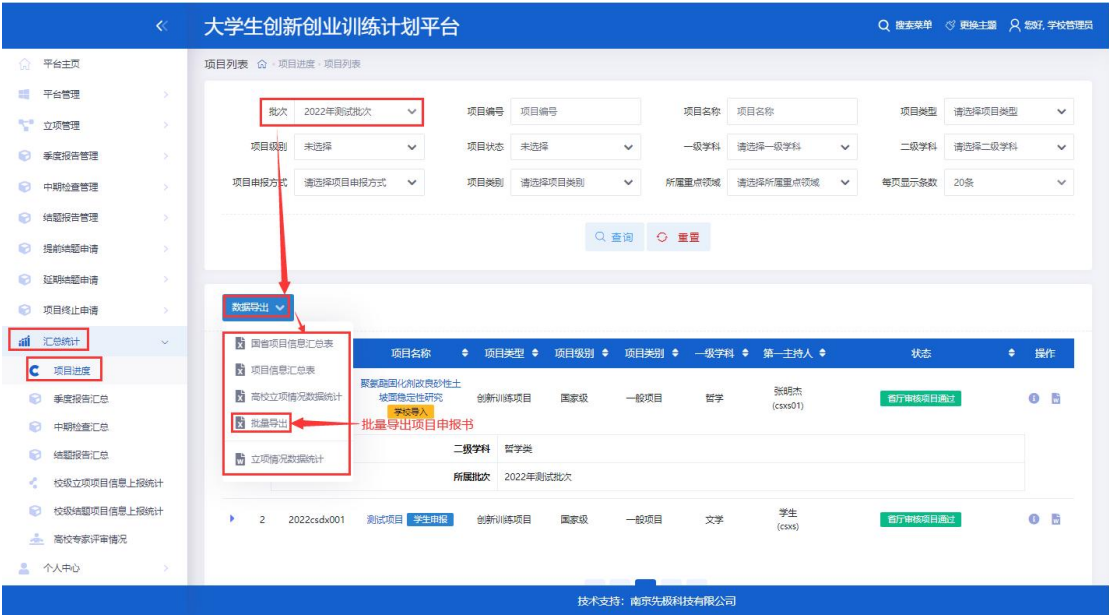 大学生创新创业训练计划平台
搜索菜单 更换主题 您好, 学校管理员
平台主页
平台管理
立项管理
季度报告管理
中期检查管理
结题报告管理
提前结题申请
延期结题申请
项目终止申请
汇总统计
项目进度
季度报告汇总
中期检查汇总
结题报告汇总
校级立项项目信息上报统计
校级结题项目信息上报统计
高校专家评审情况
个人中心
项目列表 - 项目进度 - 项目列表
批次 2022年测试批次 项目编号 项目编号 项目名称 项目名称 项目类型 请选择项目类型
项目级别 未选择 项目状态 未选择 一级学科 请选择一级学科 二级学科 请选择二级学科
项目申报方式 请选择项目申报方式 项目类别 请选择项目类别 所属重点领域 请选择所属重点领域 每页显示条数 20条
查询 重置
数据导出
国省项目信息汇总表
项目信息汇总表
高校立项情况数据统计
批量导出
立项情况数据统计
批量导出项目申报书
项目名称 项目类型 项目级别 项目类别 一级学科 第一主持人 状态 操作
聚氨酯固化剂改良砂性土
坡面稳定性研究
学校导入
创新训练项目 国家级 一般项目 哲学 张明杰
(csxs01)
省厅审核项目通过
二级学科 哲学类
所属批次 2022年测试批次
2 2022csdx001 测试项目 学生申报 创新训练项目 国家级 一般项目 文学 学生
(csxs)
省厅审核项目通过
技术支持：南京先极科技有限公司